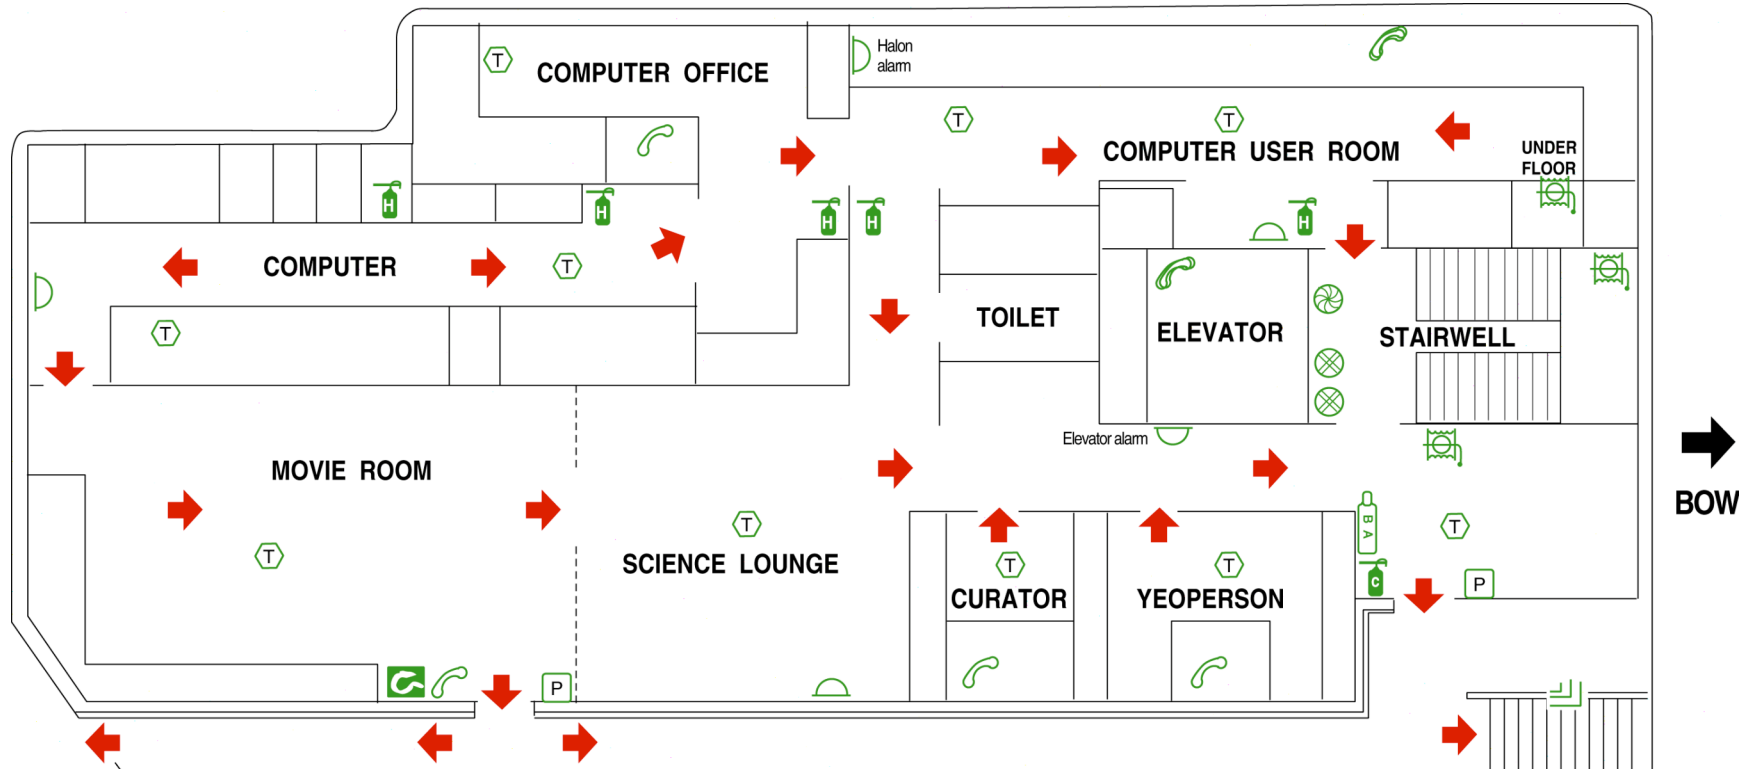 Halon
alarm
T
COMPUTER OFFICE
T
T
COMPUTER USER ROOM
UNDER
FLOOR
H
H
H
H
H
COMPUTER
T
T
TOILET
ELEVATOR
STAIRWELL
Elevator alarm
MOVIE ROOM
BOW
T
SCIENCE LOUNGE
T
B A
T
T
CURATOR
T
YEOPERSON
C
P
P